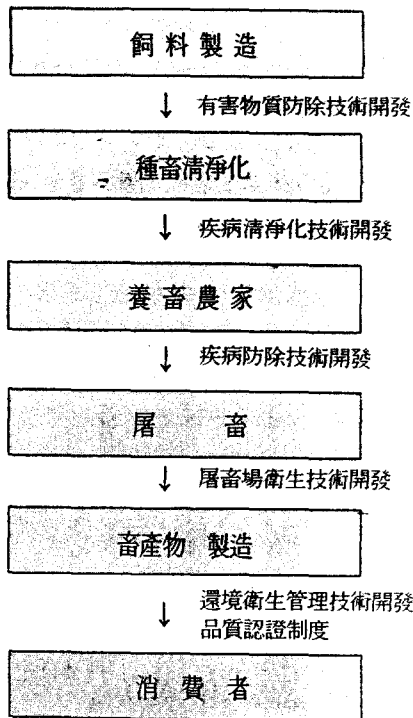 飼料製造
↓ 有害物質防除技術開發
種畜淸淨化
↓ 疾病淸淨化技術開發
養畜農家
↓ 疾病防除技術開發
屠 畜
↓ 屠畜場衛生技術開發
畜産物 製造
↓ 還境衛生管理技術開發
品質認證制度
消費者